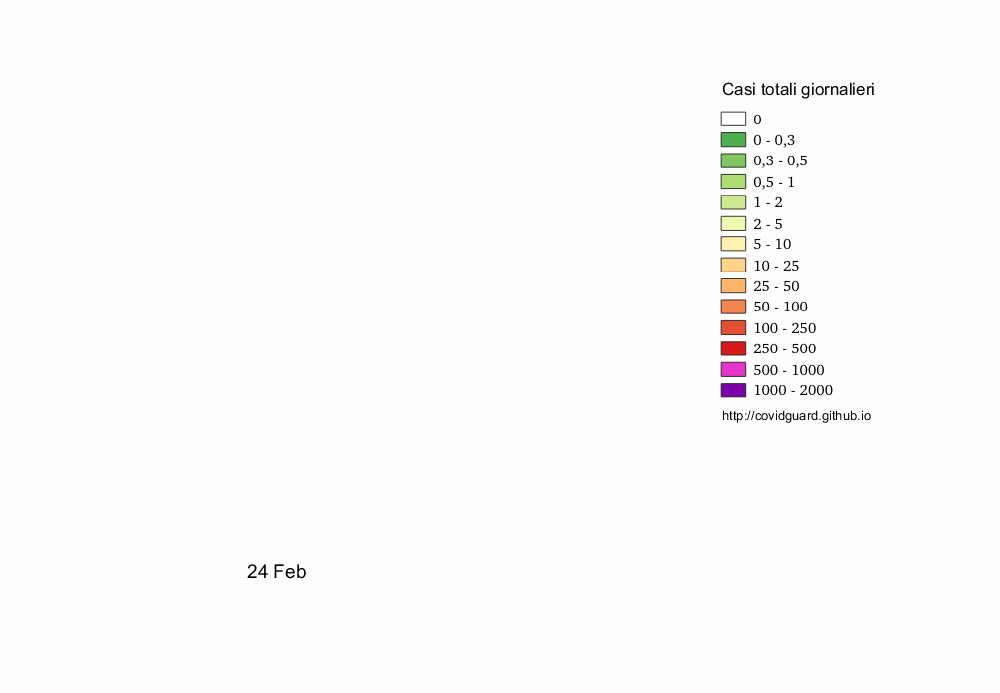 Casi totali giornalieri
0
0 - 0,3
0,3 - 0,5
0,5 - 1
1 - 2
2 - 5
5 - 10
10 - 25
25 - 50
50 - 100
100 - 250
250 - 500
500 - 1000
1000 - 2000
http://covidguard.github.io
24 Feb